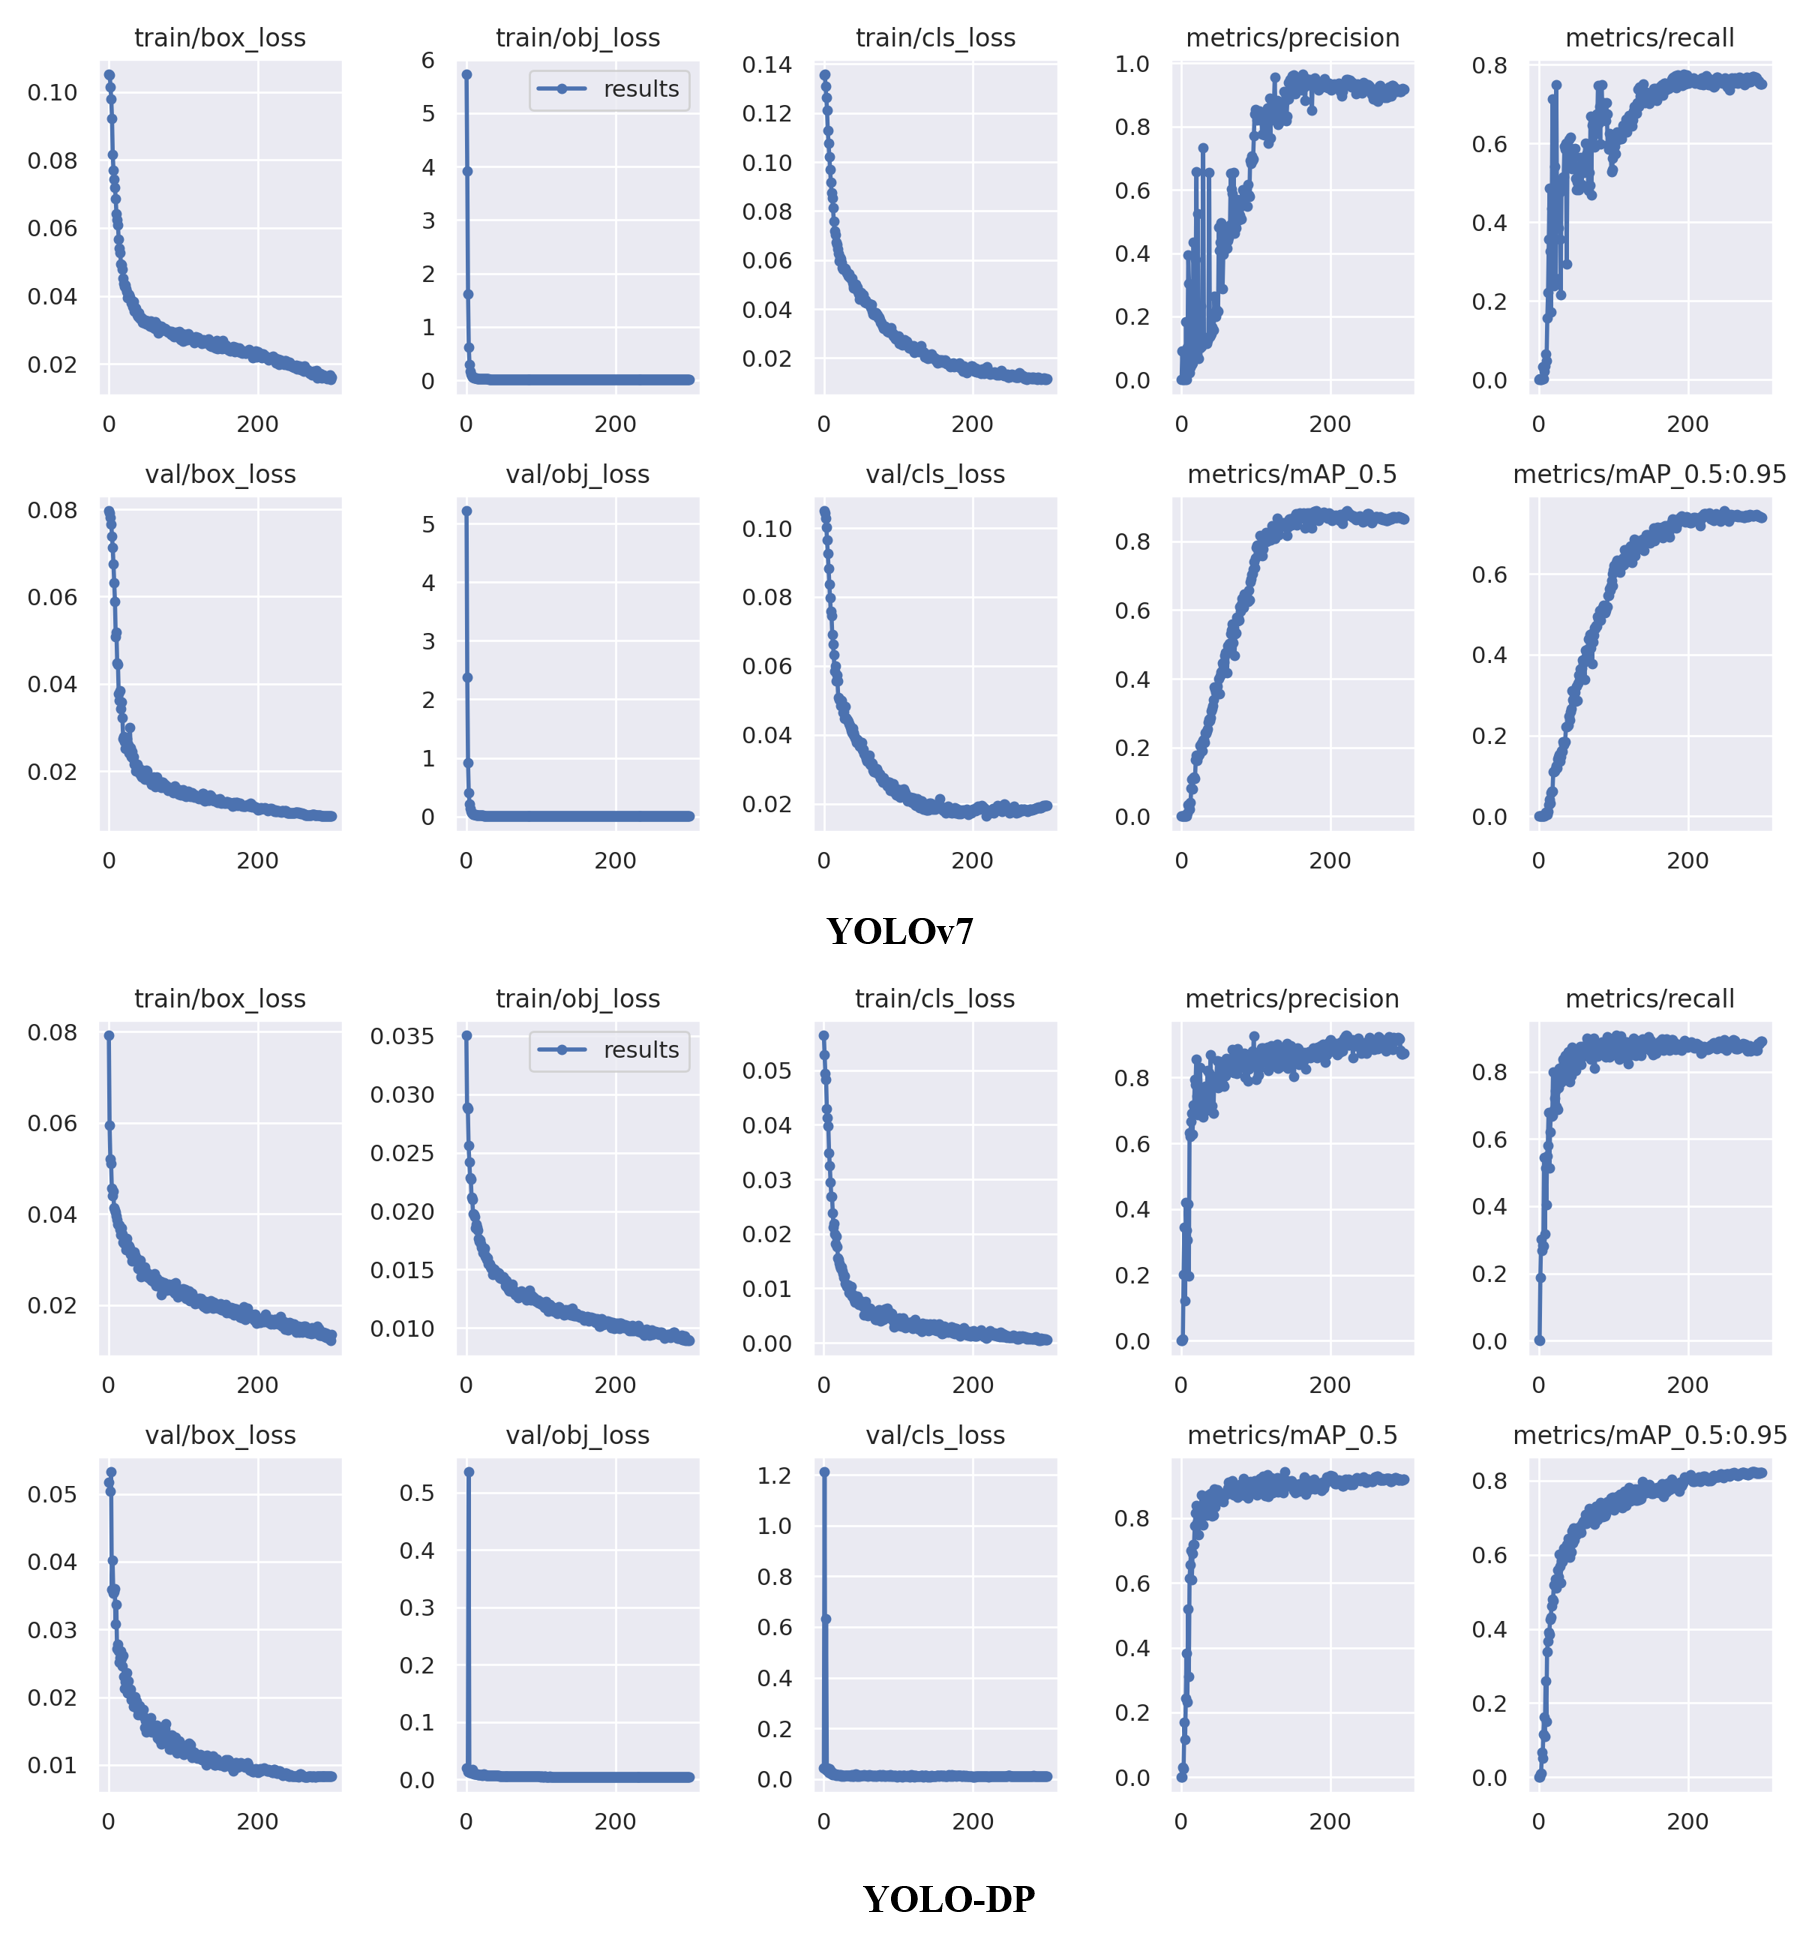 train/box_loss train/obj_loss train/cls_loss metrics/precision metrics/recall
0.10 0.08 0.06 0.04 0.02
0 200
6 5 4 3 2 1 0
results
0 200
0.14 0.12 0.10 0.08 0.06 0.04 0.02
0 200
1.0 0.8 0.6 0.4 0.2 0.0
0 200
0.8 0.6 0.4 0.2 0.0
0 200
val/box_loss val/obj_loss val/cls_loss metrics/mAP_0.5 metrics/mAP_0.5:0.95
0.08 0.06 0.04 0.02
0 200
5 4 3 2 1 0
0 200
0.10 0.08 0.06 0.04 0.02
0 200
0.8 0.6 0.4 0.2 0.0
0 200
0.6 0.4 0.2 0.0
0 200
YOLOv7
train/box_loss train/obj_loss train/cls_loss metrics/precision metrics/recall
0.08 0.06 0.04 0.02
0 200
0.035 0.030 0.025 0.020 0.015 0.010
results
0 200
0.05 0.04 0.03 0.02 0.01 0.00
0 200
0.8 0.6 0.4 0.2 0.0
0 200
0.8 0.6 0.4 0.2 0.0
0 200
val/box_loss val/obj_loss val/cls_loss metrics/mAP_0.5 metrics/mAP_0.5:0.95
0.05 0.04 0.03 0.02 0.01
0 200
0.5 0.4 0.3 0.2 0.1 0.0
0 200
1.2 1.0 0.8 0.6 0.4 0.2 0.0
0 200
0.8 0.6 0.4 0.2 0.0
0 200
0.8 0.6 0.4 0.2 0.0
0 200
YOLO-DP